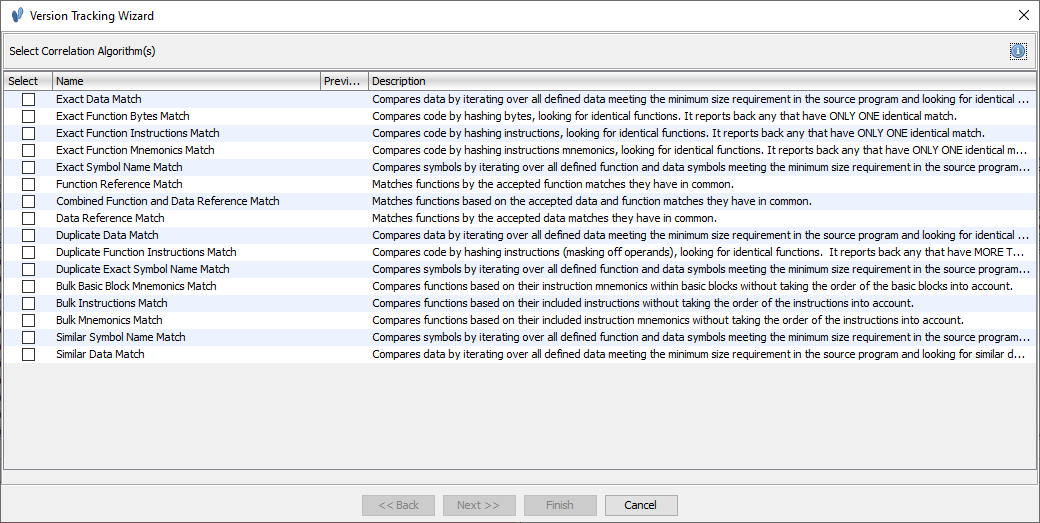 Version Tracking Wizard
Select Correlation Algorithm(s)
Select Name Previ... Description
Exact Data Match Compares data by iterating over all defined data meeting the minimum size requirement in the source program and looking for identical ...
Exact Function Bytes Match Compares code by hashing bytes, looking for identical functions. It reports back any that have ONLY ONE identical match.
Exact Function Instructions Match Compares code by hashing instructions, looking for identical functions. It reports back any that have ONLY ONE identical match.
Exact Function Mnemonics Match Compares code by hashing instructions mnemonics, looking for identical functions. It reports back any that have ONLY ONE identical m...
Exact Symbol Name Match Compares symbols by iterating over all defined function and data symbols meeting the minimum size requirement in the source program...
Function Reference Match Matches functions by the accepted function matches they have in common.
Combined Function and Data Reference Match Matches functions based on the accepted data and function matches they have in common.
Data Reference Match Matches functions by the accepted data matches they have in common.
Duplicate Data Match Compares data by iterating over all defined data meeting the minimum size requirement in the source program and looking for identical ...
Duplicate Function Instructions Match Compares code by hashing instructions (masking off operands), looking for identical functions.  It reports back any that have MORE T...
Duplicate Exact Symbol Name Match Compares symbols by iterating over all defined function and data symbols meeting the minimum size requirement in the source program...
Bulk Basic Block Mnemonics Match Compares functions based on their instruction mnemonics within basic blocks without taking the order of the basic blocks into account.
Bulk Instructions Match Compares functions based on their included instructions without taking the order of the instructions into account.
Bulk Mnemonics Match Compares functions based on their included instruction mnemonics without taking the order of the instructions into account.
Similar Symbol Name Match Compares symbols by iterating over all defined function and data symbols meeting the minimum size requirement in the source program...
Similar Data Match Compares data by iterating over all defined data meeting the minimum size requirement in the source program and looking for similar d...
<< Back Next >> Finish Cancel